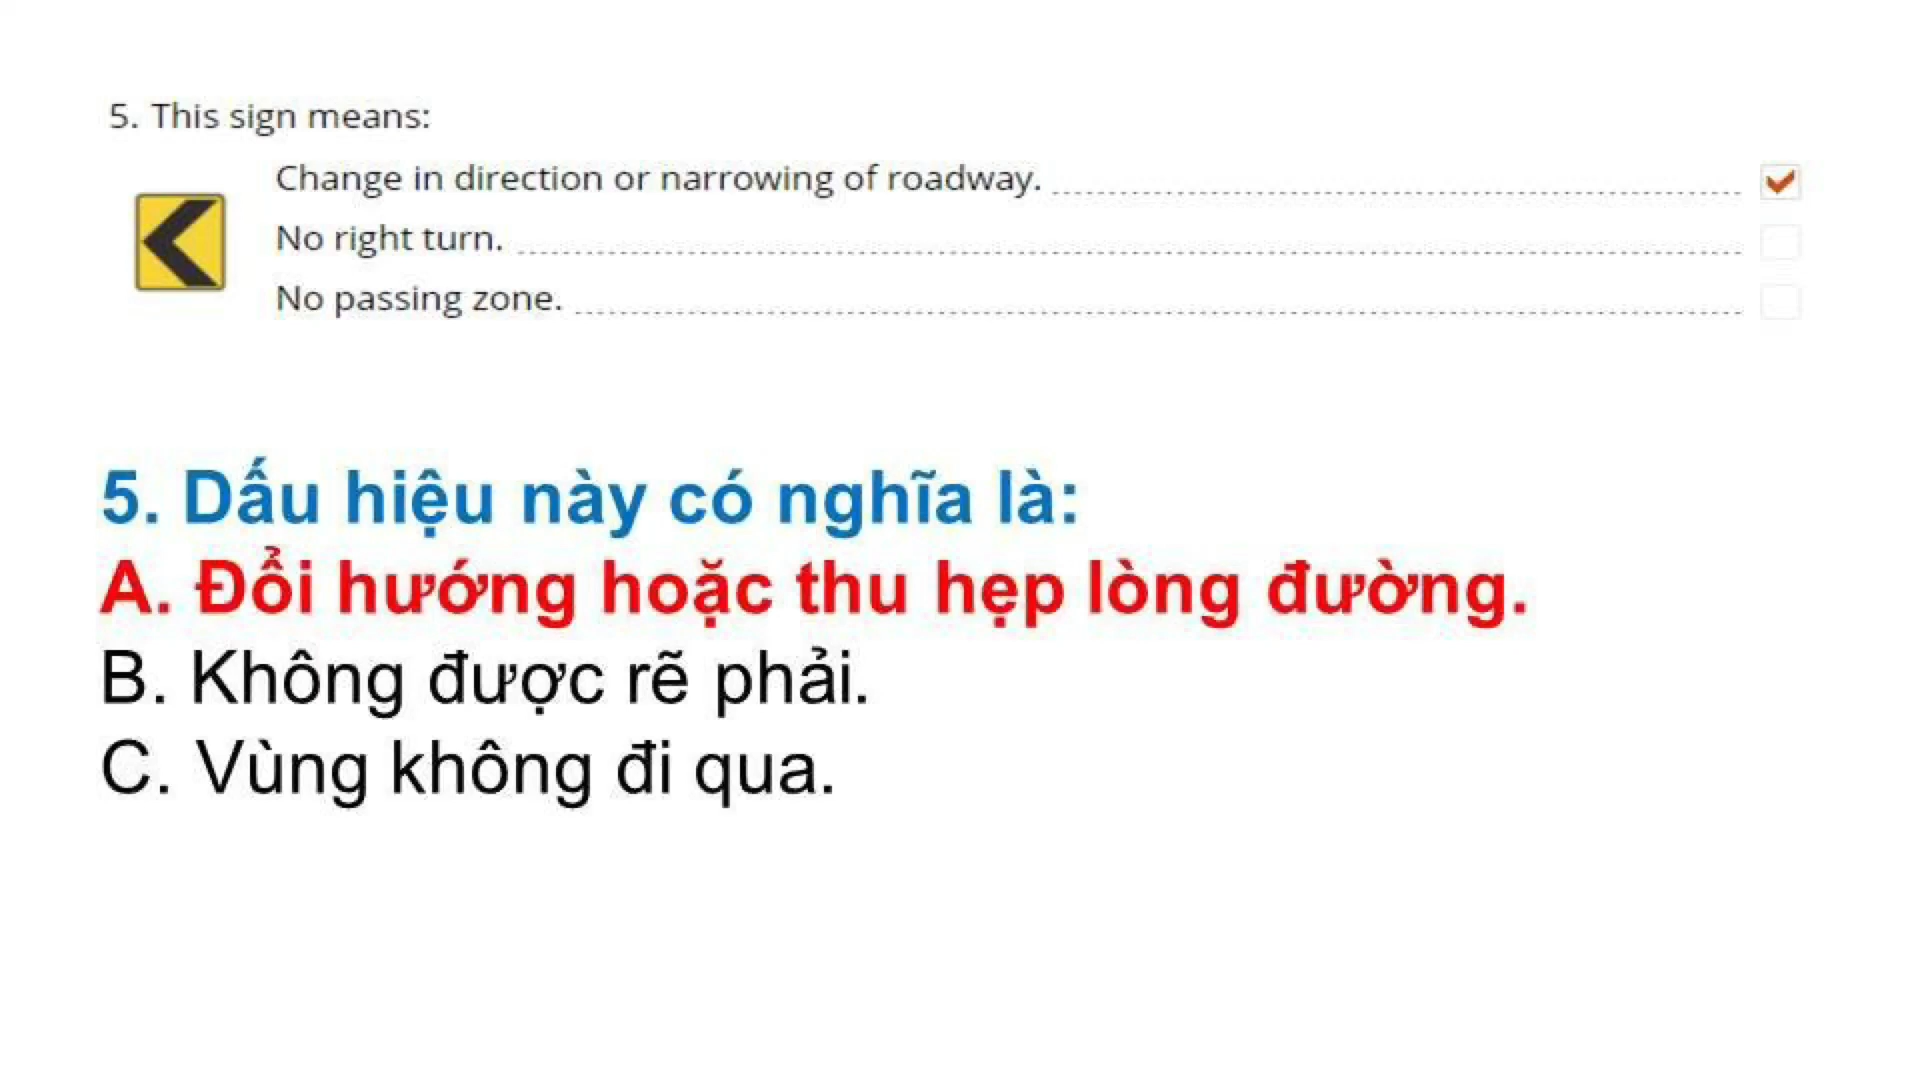 5. This sign means:
Change in direction or narrowing of roadway.
No right turn.
No passing zone.
5. Dấu hiệu này có nghĩa là:
A. Đổi hướng hoặc thu hẹp lòng đường.
B. Không được rẽ phải.
C. Vùng không đi qua.